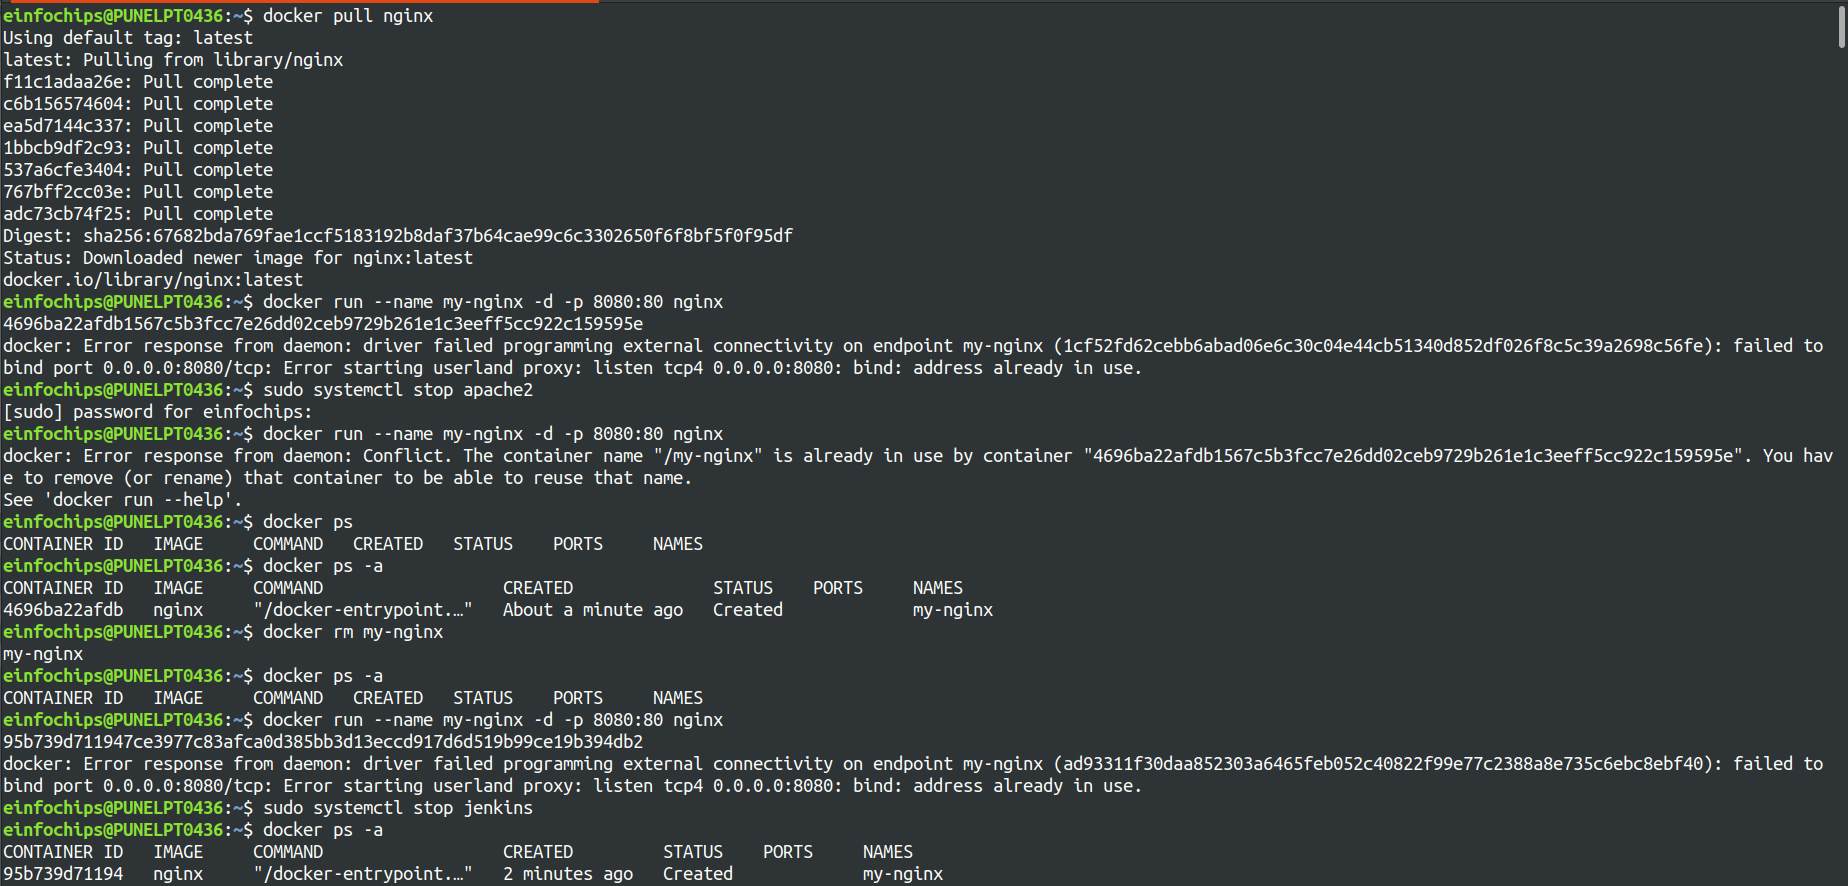 einfochips@PUNELPT0436:~$ docker pull nginx
Using default tag: latest
latest: Pulling from library/nginx
f11c1adaa26e: Pull complete
c6b156574604: Pull complete
ea5d7144c337: Pull complete
1bbcb9df2c93: Pull complete
537a6cfe3404: Pull complete
767bff2cc03e: Pull complete
adc73cb74f25: Pull complete
Digest: sha256:67682bda769fae1ccf5183192b8daf37b64cae99c6c3302650f6f8bf5f0f95df
Status: Downloaded newer image for nginx:latest
docker.io/library/nginx:latest
einfochips@PUNELPT0436:~$ docker run --name my-nginx -d -p 8080:80 nginx
4696ba22afdb1567c5b3fcc7e26dd02ceb9729b261e1c3eeff5cc922c159595e
docker: Error response from daemon: driver failed programming external connectivity on endpoint my-nginx (1cf52fd62cebb6abad06e6c30c04e44cb51340d852df026f8c5c39a2698c56fe): failed to
bind port 0.0.0.0:8080/tcp: Error starting userland proxy: listen tcp4 0.0.0.0:8080: bind: address already in use.
einfochips@PUNELPT0436:~$ sudo systemctl stop apache2
[sudo] password for einfochips:
einfochips@PUNELPT0436:~$ docker run --name my-nginx -d -p 8080:80 nginx
docker: Error response from daemon: Conflict. The container name "/my-nginx" is already in use by container "4696ba22afdb1567c5b3fcc7e26dd02ceb9729b261e1c3eeff5cc922c159595e". You hav
e to remove (or rename) that container to be able to reuse that name.
See 'docker run --help'.
einfochips@PUNELPT0436:~$ docker ps
CONTAINER ID   IMAGE     COMMAND   CREATED   STATUS    PORTS     NAMES
einfochips@PUNELPT0436:~$ docker ps -a
CONTAINER ID   IMAGE     COMMAND                  CREATED              STATUS    PORTS     NAMES
4696ba22afdb   nginx     "/docker-entrypoint.…"   About a minute ago   Created             my-nginx
einfochips@PUNELPT0436:~$ docker rm my-nginx
my-nginx
einfochips@PUNELPT0436:~$ docker ps -a
CONTAINER ID   IMAGE     COMMAND   CREATED   STATUS    PORTS     NAMES
einfochips@PUNELPT0436:~$ docker run --name my-nginx -d -p 8080:80 nginx
95b739d711947ce3977c83afca0d385bb3d13eccd917d6d519b99ce19b394db2
docker: Error response from daemon: driver failed programming external connectivity on endpoint my-nginx (ad93311f30daa852303a6465feb052c40822f99e77c2388a8e735c6ebc8ebf40): failed to
bind port 0.0.0.0:8080/tcp: Error starting userland proxy: listen tcp4 0.0.0.0:8080: bind: address already in use.
einfochips@PUNELPT0436:~$ sudo systemctl stop jenkins
einfochips@PUNELPT0436:~$ docker ps -a
CONTAINER ID   IMAGE     COMMAND                  CREATED         STATUS    PORTS     NAMES
95b739d71194   nginx     "/docker-entrypoint.…"   2 minutes ago   Created             my-nginx